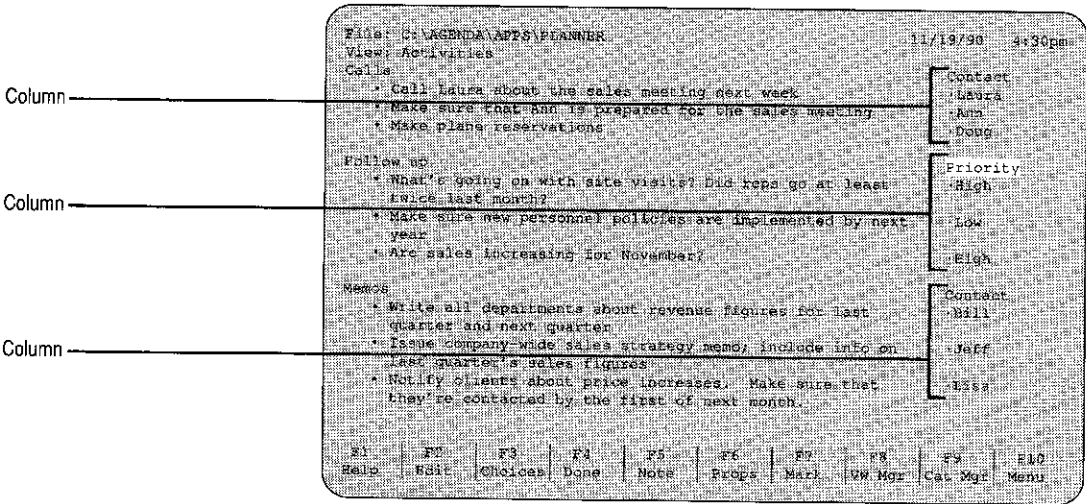 File: C:\AGENDA\APPS\PLANNER 11/19/90 4:30pm
View: Activities
Calls Contact
• Call Laura about the sales meeting next week ·Laura
Column
• Make sure that Ann is prepared for the sales meeting ·Ann
• Make plane reservations ·Doug
Follow up Priority
• What's going on with site visits? Did reps go at least ·High
twice last month?
Column
• Make sure new personnel policies are implemented by next ·Low
year
• Are sales increasing for November? ·High
Memos Contact
• Write all departments about revenue figures for last ·Bill
quarter and next quarter
Column
• Issue company-wide sales strategy memo; include info on ·Jeff
last quarter's sales figures
• Notify clients about price increases. Make sure that ·Lisa
they're contacted by the first of next month.
F1 F2 F3 F4 F5 F6 F7 F8 F9 F10
Help Edit Choices Done Note Props Mark Vw Mgr Cat Mgr Menu